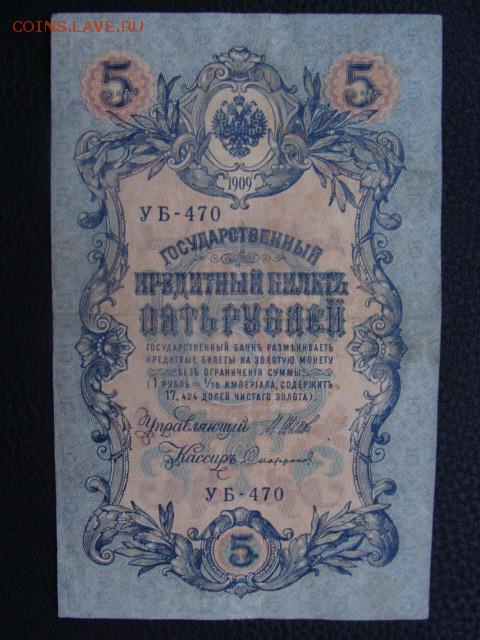 COINS.LAVE.RU
5 5
1909
УБ-470
ГОСУДАРСТВЕННЫЙ
КРЕДИТНЫЙ БИЛЕТЪ
ПЯТЬ РУБЛЕЙ
ГОСУДАРСТВЕННЫЙ БАНКЪ РАЗМѢНИВАЕТЪ
КРЕДИТНЫЕ БИЛЕТЫ НА ЗОЛОТУЮ МОНЕТУ
БЕЗЪ ОГРАНИЧЕНІЯ СУММЫ
(1 РУБЛЬ = 1/15 ИМПЕРІАЛА, СОДЕРЖИТЪ
17,424 ДОЛЕЙ ЧИСТАГО ЗОЛОТА).
Управляющій
Кассиръ
УБ-470
5